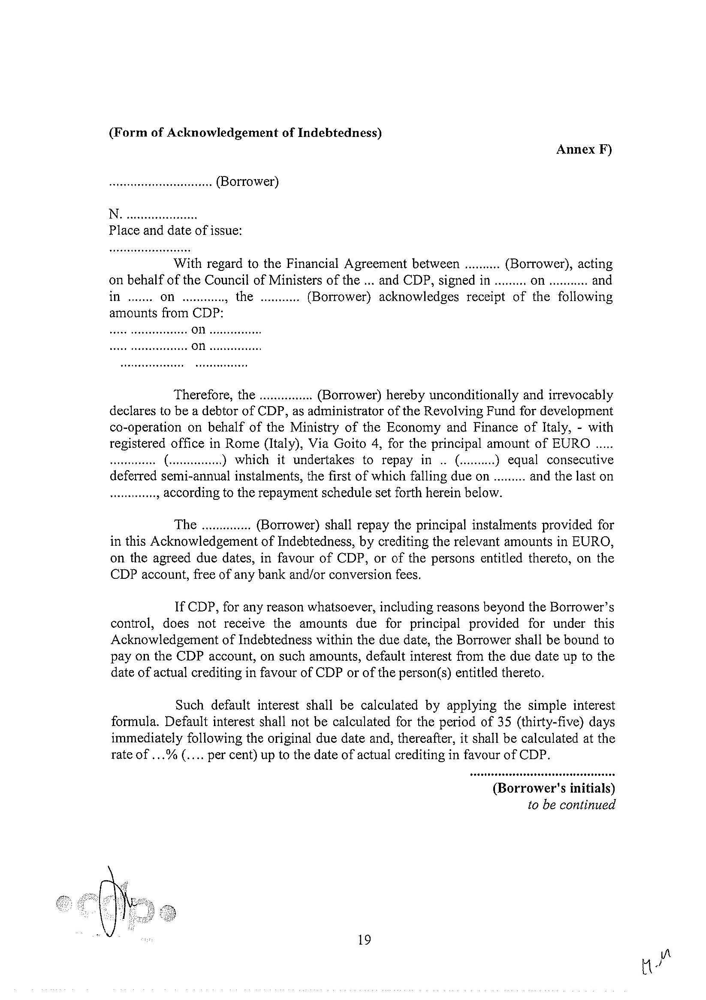 (Form of Acknowledgement of Indebtedness)
Annex F)
............................. (Borrower)
N. ....................
Place and date of issue:
.......................
With regard to the Financial Agreement between .......... (Borrower), acting
on behalf of the Council of Ministers of the ... and CDP, signed in ......... on ........... and
in ....... on ............, the ........... (Borrower) acknowledges receipt of the following
amounts from CDP:
..... ................ on ...............
..... ................ on ...............
.................. ...............
Therefore, the ............... (Borrower) hereby unconditionally and irrevocably
declares to be a debtor of CDP, as administrator of the Revolving Fund for development
co-operation on behalf of the Ministry of the Economy and Finance of Italy, - with
registered office in Rome (Italy), Via Goito 4, for the principal amount of EURO .....
............. (...............) which it undertakes to repay in .. (..........) equal consecutive
deferred semi-annual instalments, the first of which falling due on ......... and the last on
............., according to the repayment schedule set forth herein below.
The .............. (Borrower) shall repay the principal instalments provided for
in this Acknowledgement of Indebtedness, by crediting the relevant amounts in EURO,
on the agreed due dates, in favour of CDP, or of the persons entitled thereto, on the
CDP account, free of any bank and/or conversion fees.
If CDP, for any reason whatsoever, including reasons beyond the Borrower's
control, does not receive the amounts due for principal provided for under this
Acknowledgement of Indebtedness within the due date, the Borrower shall be bound to
pay on the CDP account, on such amounts, default interest from the due date up to the
date of actual crediting in favour of CDP or of the person(s) entitled thereto.
Such default interest shall be calculated by applying the simple interest
formula. Default interest shall not be calculated for the period of 35 (thirty-five) days
immediately following the original due date and, thereafter, it shall be calculated at the
rate of ...% (.... per cent) up to the date of actual crediting in favour of CDP.
.........................................
(Borrower's initials)
to be continued
cdp
19
M.M